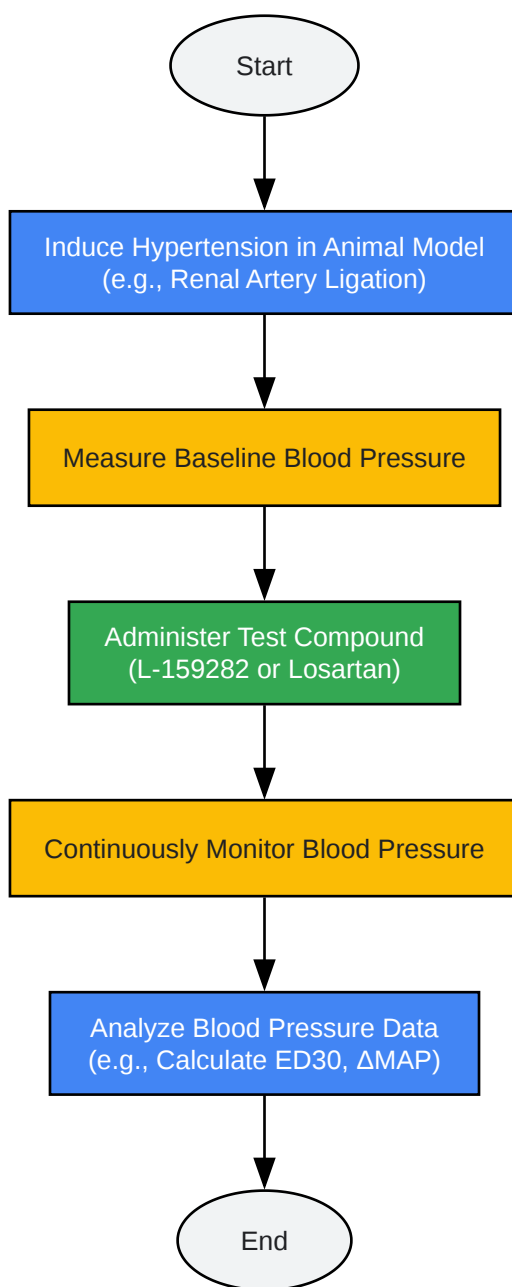 Start
Induce Hypertension in Animal Model
(e.g., Renal Artery Ligation)
Measure Baseline Blood Pressure
Administer Test Compound
(L-159282 or Losartan)
Continuously Monitor Blood Pressure
Analyze Blood Pressure Data
(e.g., Calculate ED30, ΔMAP)
End